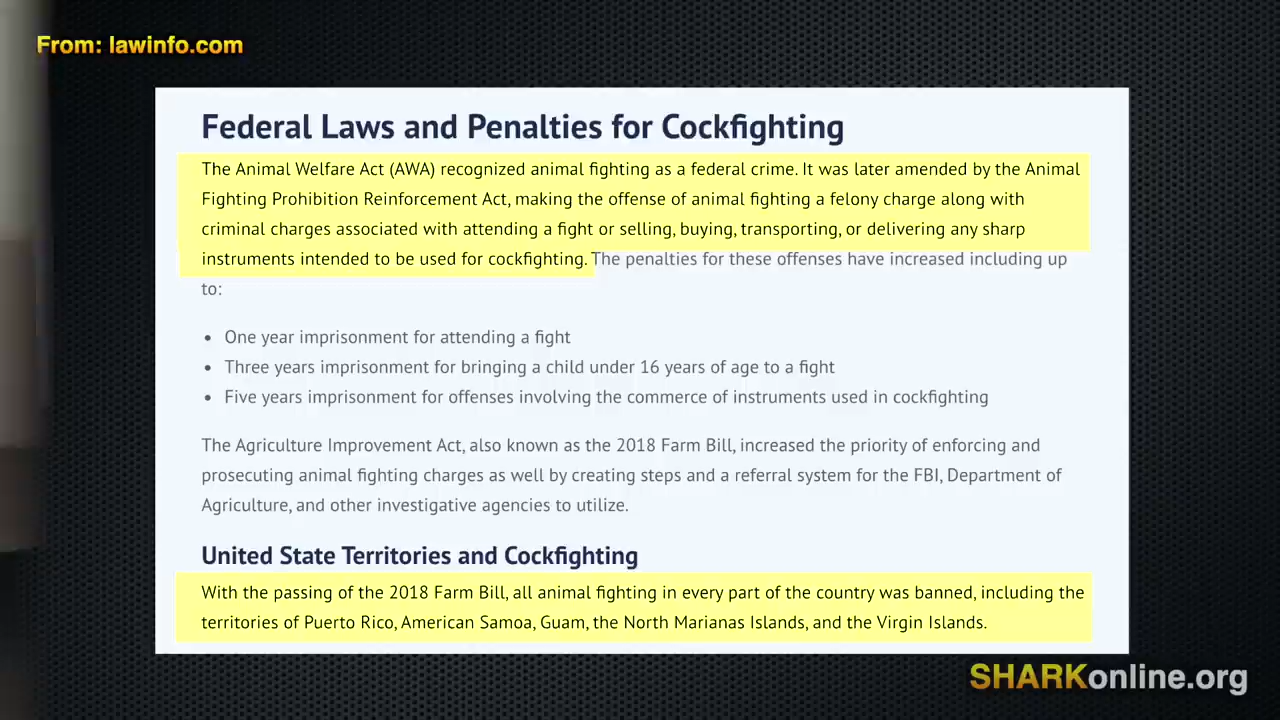 From: lawinfo.com
Federal Laws and Penalties for Cockfighting
The Animal Welfare Act (AWA) recognized animal fighting as a federal crime. It was later amended by the Animal
Fighting Prohibition Reinforcement Act, making the offense of animal fighting a felony charge along with
criminal charges associated with attending a fight or selling, buying, transporting, or delivering any sharp
instruments intended to be used for cockfighting. The penalties for these offenses have increased including up
to:
• One year imprisonment for attending a fight
• Three years imprisonment for bringing a child under 16 years of age to a fight
• Five years imprisonment for offenses involving the commerce of instruments used in cockfighting
The Agriculture Improvement Act, also known as the 2018 Farm Bill, increased the priority of enforcing and
prosecuting animal fighting charges as well by creating steps and a referral system for the FBI, Department of
Agriculture, and other investigative agencies to utilize.
United State Territories and Cockfighting
With the passing of the 2018 Farm Bill, all animal fighting in every part of the country was banned, including the
territories of Puerto Rico, American Samoa, Guam, the North Marianas Islands, and the Virgin Islands.
SHARKonline.org